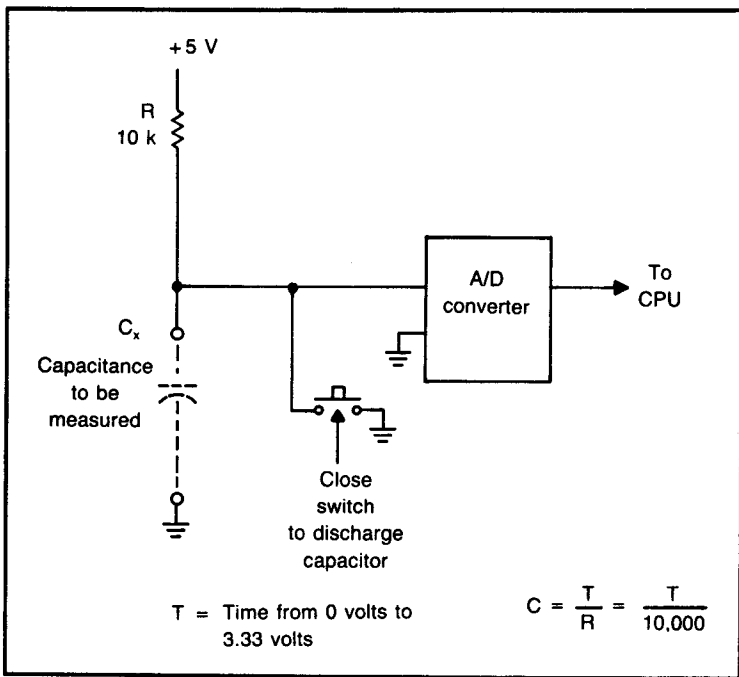 +5 V
R
10 k
A/D
converter
To
CPU
Cx
Capacitance
to be
measured
Close
switch
to discharge
capacitor
T = Time from 0 volts to
3.33 volts
C = T/R = T/10,000